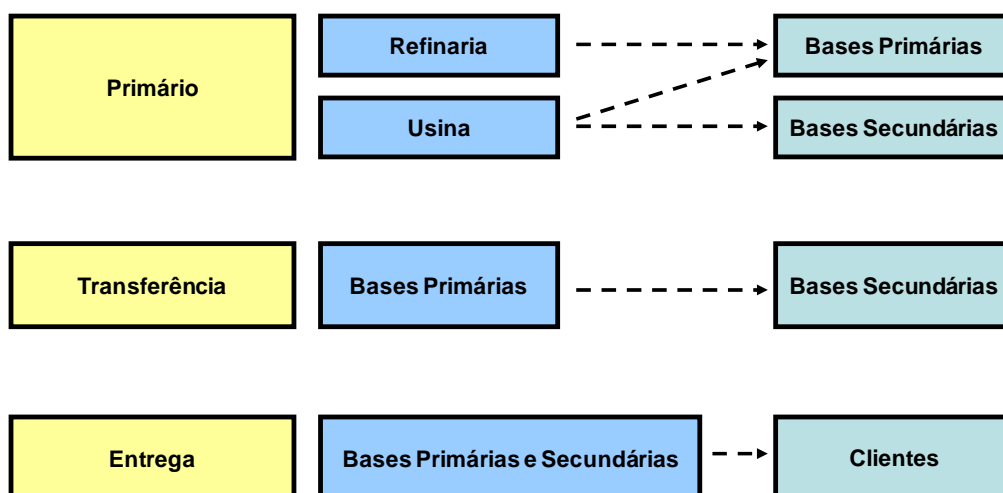 Primário
Refinaria
Bases Primárias
Usina
Bases Secundárias
Transferência
Bases Primárias
Bases Secundárias
Entrega
Bases Primárias e Secundárias
Clientes